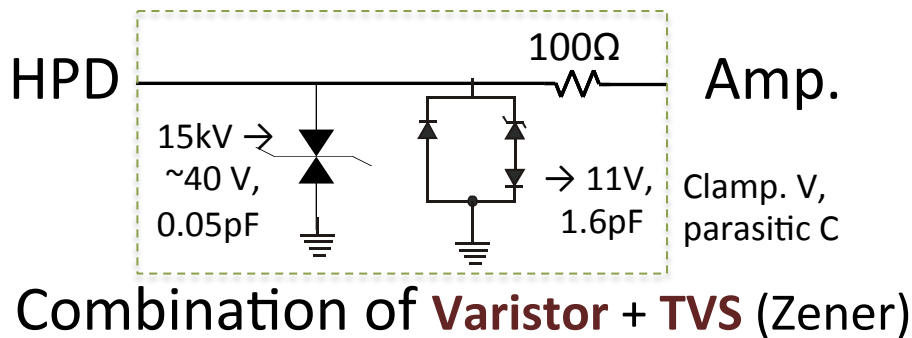 100Ω
HPD
Amp.
15kV →
~40 V,
0.05pF
→ 11V,
1.6pF
Clamp. V,
parasitic C
Combination of Varistor + TVS (Zener)